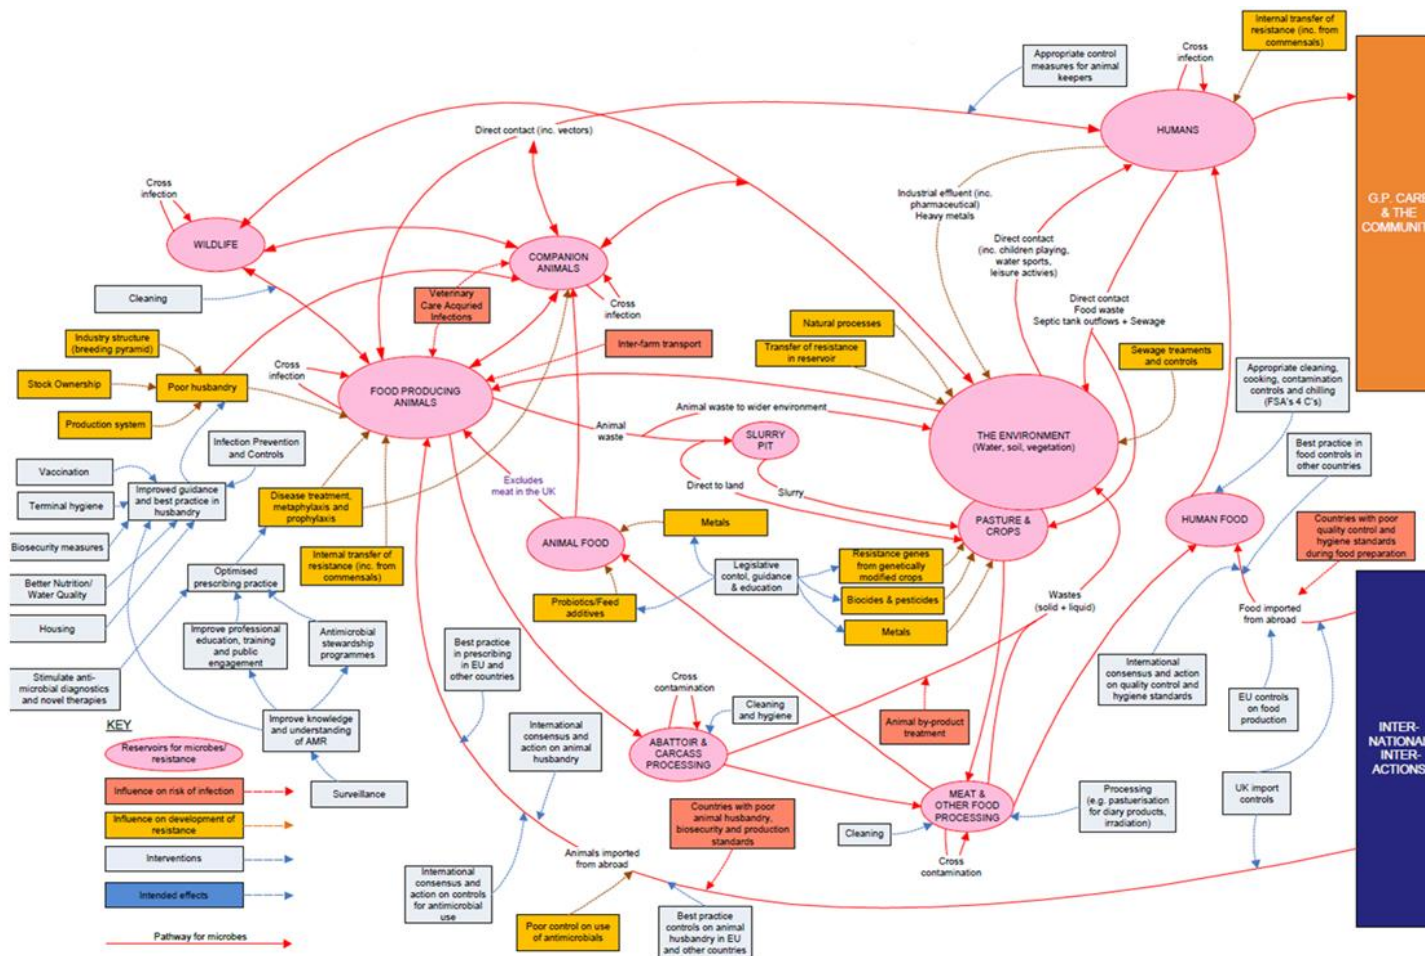 Internal transfer of
resistance (inc. from
commensals)
Cross
infection
Appropriate control
measures for animal
keepers
HUMANS
G.P. CARE
& THE
COMMUNIT
Direct contact (inc. vectors)
Cross
infection
WILDLIFE
COMPANION
ANIMALS
Industrial effluent (inc.
pharmaceutical)
Heavy metals
Direct contact
(inc. children playing,
water sports,
leisure activies)
Direct contact
Food waste
Septic tank outflows + Sewage
Cleaning
Veterinary
Care Acquried
Infections
Cross
infection
Natural processes
Transfer of resistance
in reservoir
Sewage treaments
and controls
Industry structure
(breeding pyramid)
Stock Ownership
Poor husbandry
Production system
Cross
infection
Inter-farm transport
FOOD PRODUCING
ANIMALS
Appropriate cleaning,
cooking, contamination
controls and chilling
(FSA's 4 C's)
Animal waste to wider environment
Animal
waste
SLURRY
PIT
THE ENVIRONMENT
(Water, soil, vegetation)
Best practice in
food controls in
other countries
Infection Prevention
and Controls
Vaccination
Terminal hygiene
Biosecurity measures
Better Nutrition/
Water Quality
Housing
Stimulate anti-
microbial diagnostics
and novel therapies
Improved guidance
and best practice in
husbandry
Disease treatment,
metaphylaxis and
prophylaxis
Excludes
meat in the UK
Direct to land
Slurry
PASTURE &
CROPS
HUMAN FOOD
Countries with poor
quality control and
hygiene standards
during food preparation
ANIMAL FOOD
Metals
Internal transfer of
resistance (inc. from
commensals)
Optimised
prescribing practice
Legislative
contol, guidance
& education
Resistance genes
from genetically
modified crops
Biocides & pesticides
Metals
Probiotics/Feed
additives
Wastes
(solid + liquid)
Food imported
from abroad
Improve professional
education, training
and public
engagement
Antimicrobial
stewardship
programmes
Best practice
in prescribing
in EU and
other countries
International
consensus and action
on quality control and
hygiene standards
EU controls
on food
production
INTER-
NATIONAL
INTER-
ACTIONS
Improve knowledge
and understanding
of AMR
Surveillance
Cross
contamination
Cleaning
and hygiene
ABATTOIR &
CARCASS
PROCESSING
Animal by-product
treatment
International
consensus and
action on animal
husbandry
MEAT &
OTHER FOOD
PROCESSING
Processing
(e.g. pastuerisation
for diary products,
irradiation)
UK import
controls
Cleaning
Cross
contamination
Countries with poor
animal husbandry,
biosecurity and production
standards
Animals imported
from abroad
International
consensus and
action on controls
for antimicrobial
use
Poor control on use
of antimicrobials
Best practice
controls on animal
husbandry in EU
and other countries
KEY
Reservoirs for microbes/
resistance
Influence on risk of infection
Influence on development of
resistance
Interventions
Intended effects
Pathway for microbes